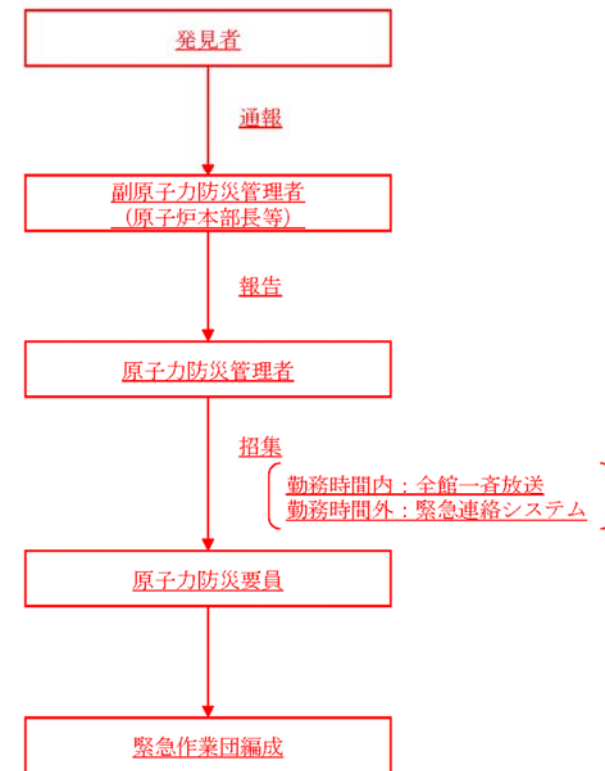 発見者
通報
副原子力防災管理者
（原子炉本部長等）
報告
原子力防災管理者
招集
勤務時間内：全館一斉放送
勤務時間外：緊急連絡システム
原子力防災要員
緊急作業団編成